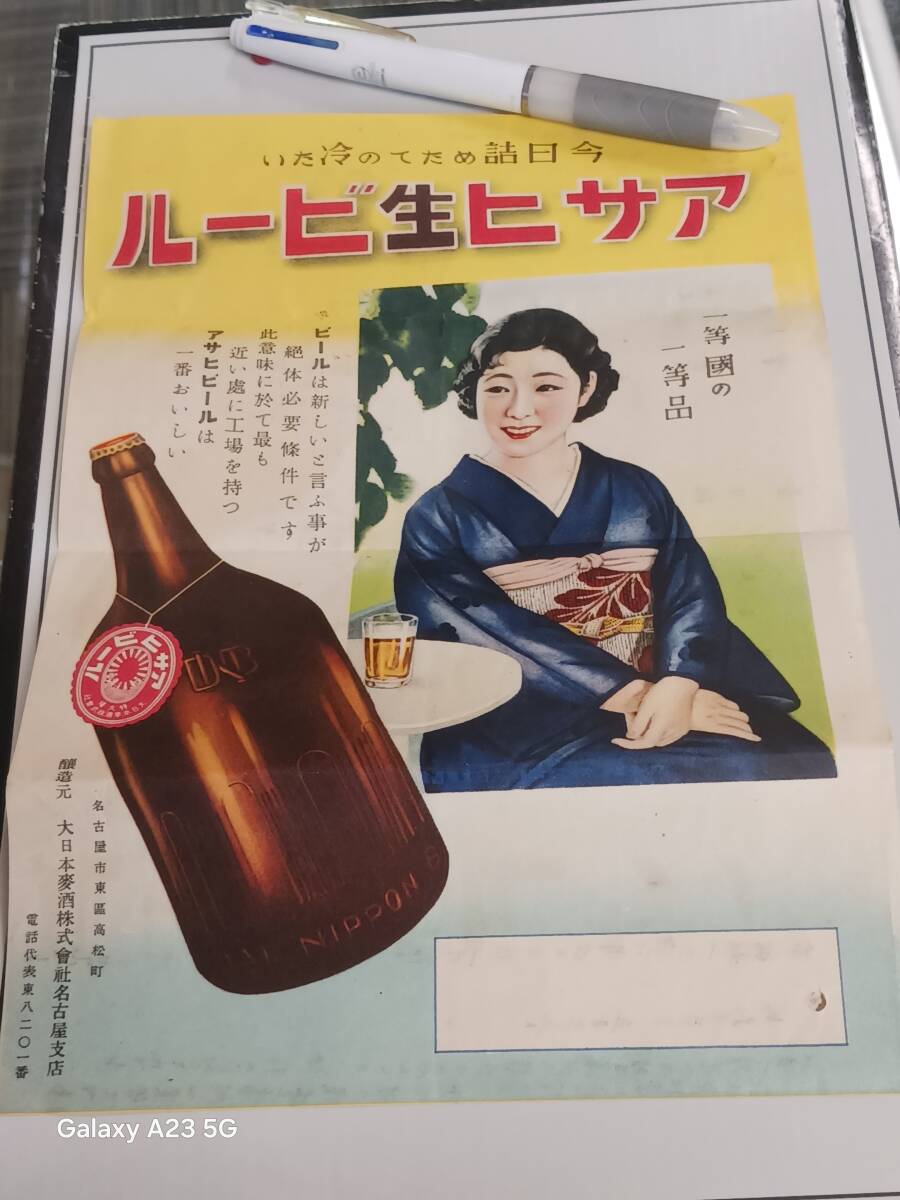 今日詰めたての冷たい
アサヒ生ビール
一等國の
一等品
ビールは新しいと言ふ事が
絶体必要條件です
此意味に於て最も
近い處に工場を持つ
アサヒビールは
一番おいしい
アサヒビール
DNB
NIPPON B
名古屋市東區高松町
醸造元 大日本麥酒株式會社名古屋支店
電話代表東八二〇一番
Galaxy A23 5G